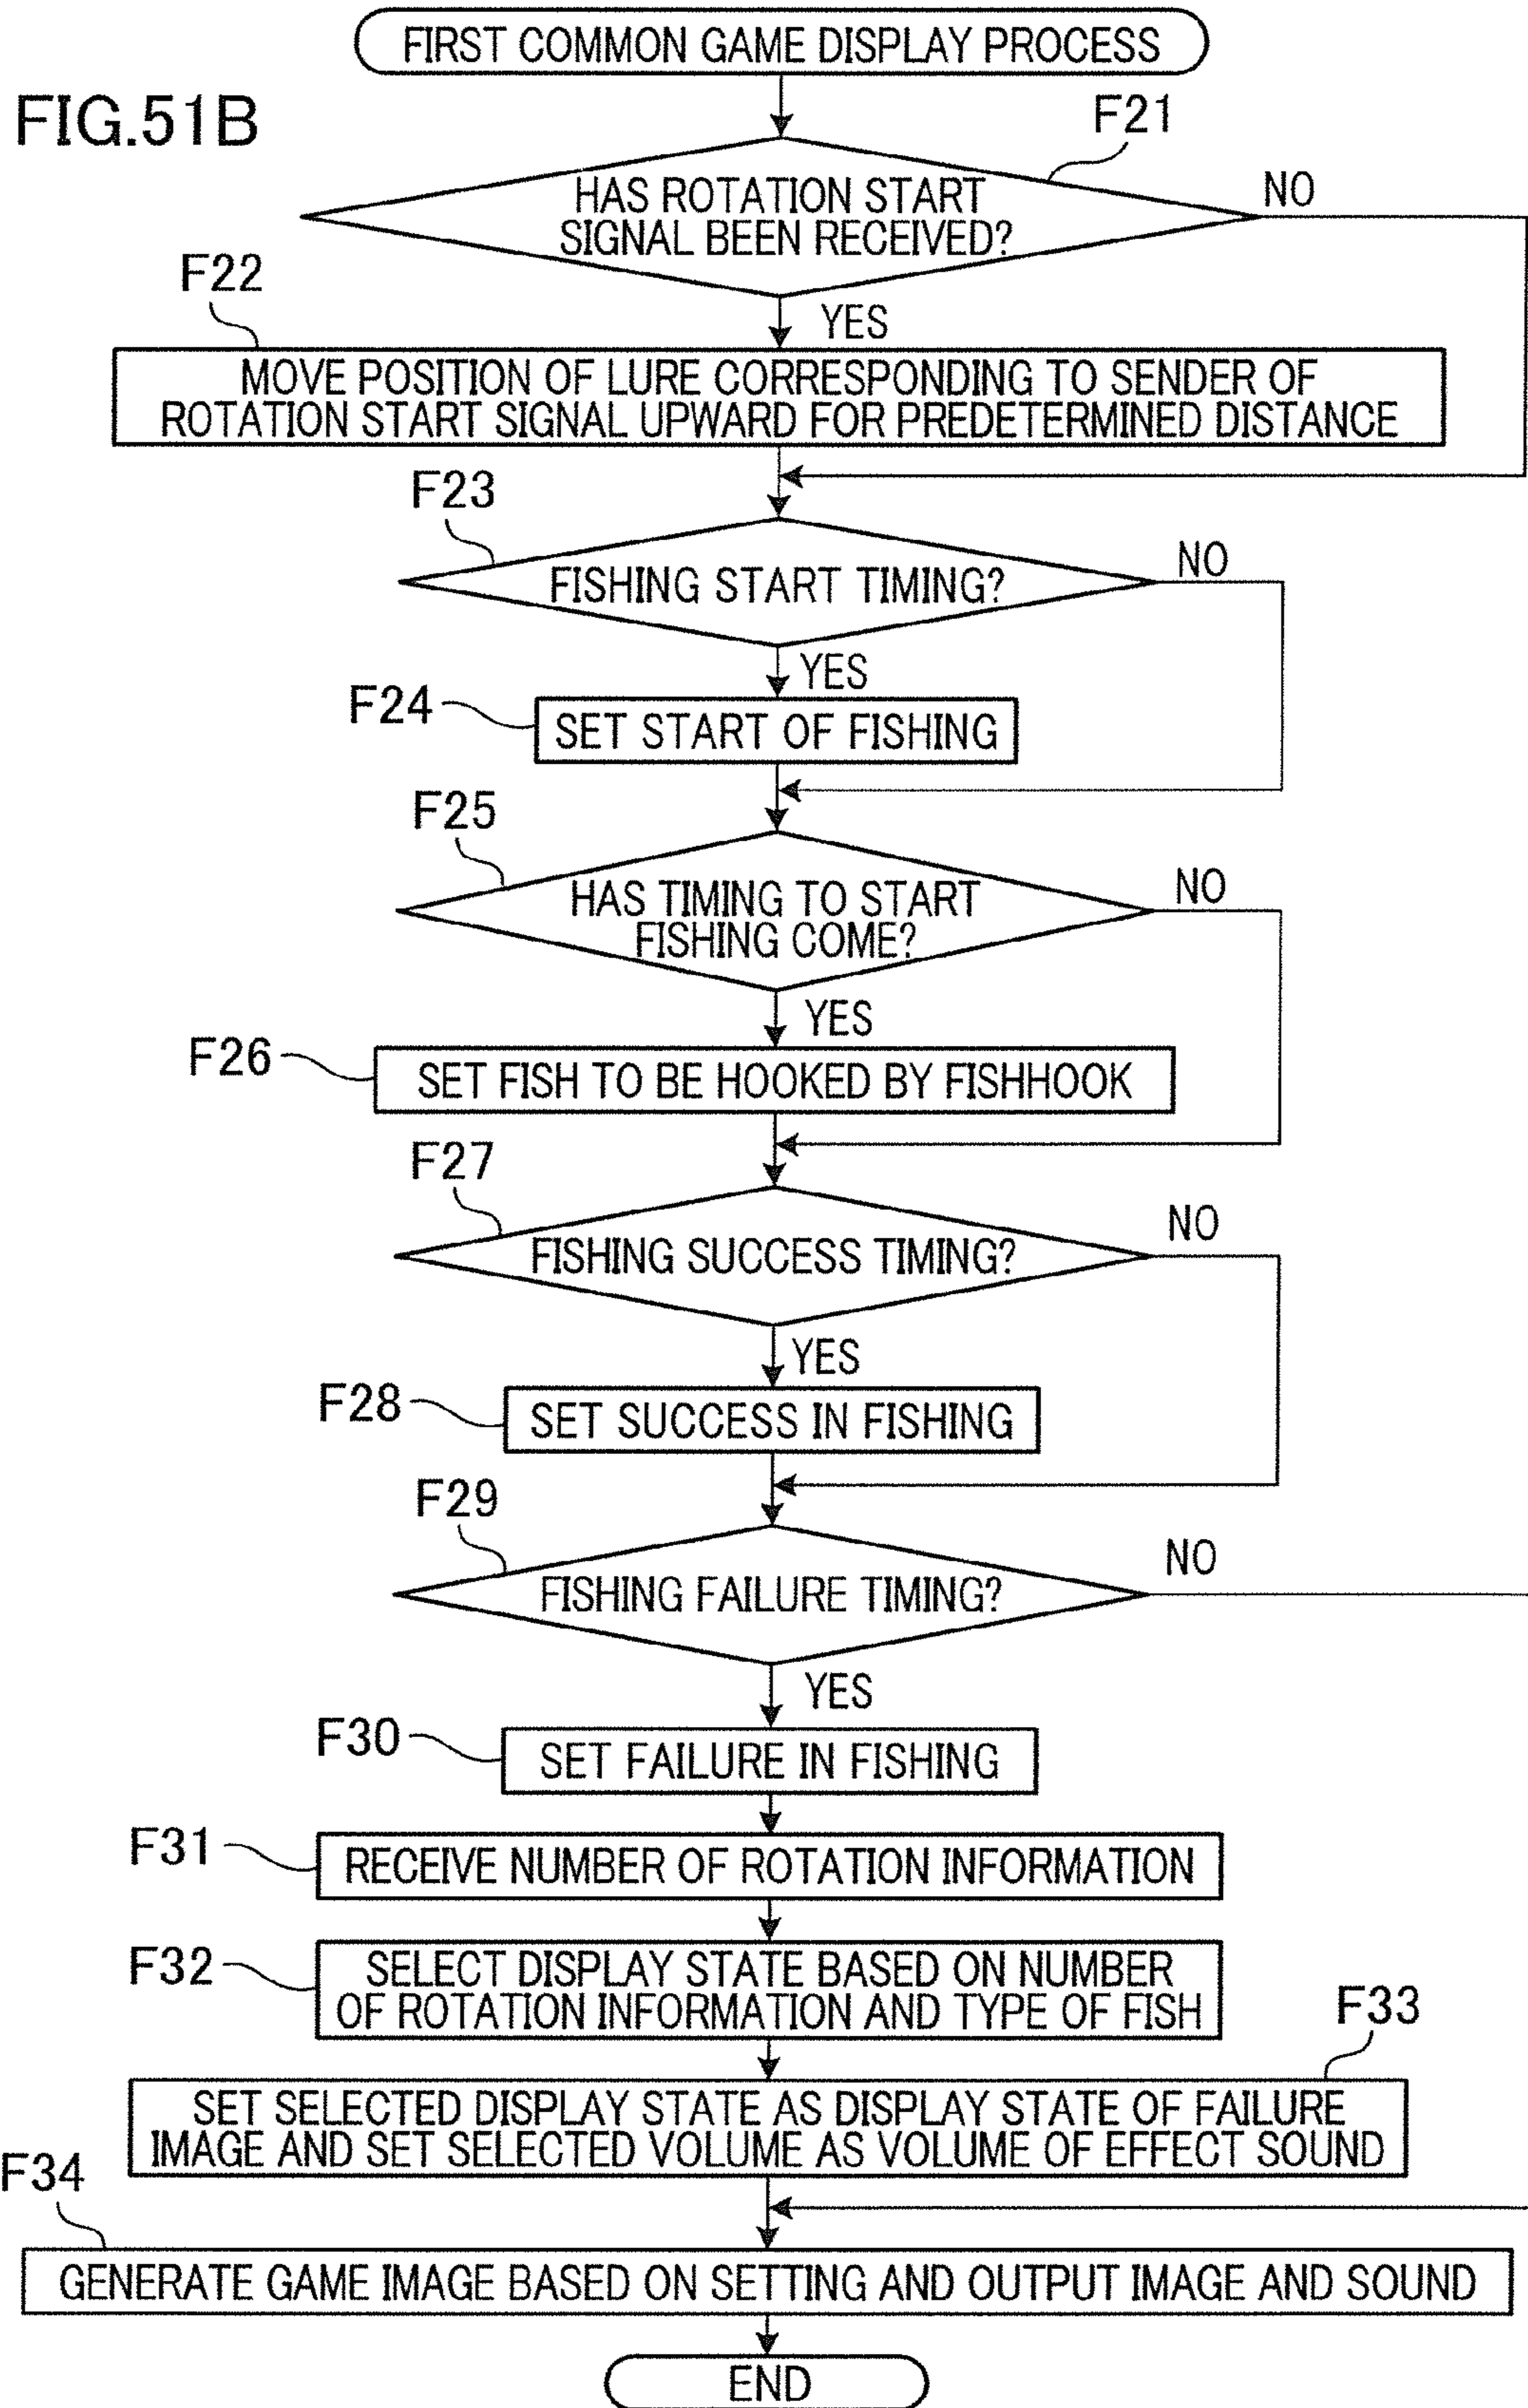 FIRST COMMON GAME DISPLAY PROCESS
FIG.51B
F21
HAS ROTATION START
SIGNAL BEEN RECEIVED?
NO
F22
YES
MOVE POSITION OF LURE CORRESPONDING TO SENDER OF
ROTATION START SIGNAL UPWARD FOR PREDETERMINED DISTANCE
F23
FISHING START TIMING?
NO
YES
F24
SET START OF FISHING
F25
HAS TIMING TO START
FISHING COME?
NO
YES
F26
SET FISH TO BE HOOKED BY FISHHOOK
F27
FISHING SUCCESS TIMING?
NO
YES
F28
SET SUCCESS IN FISHING
F29
FISHING FAILURE TIMING?
NO
YES
F30
SET FAILURE IN FISHING
F31
RECEIVE NUMBER OF ROTATION INFORMATION
F32
SELECT DISPLAY STATE BASED ON NUMBER
OF ROTATION INFORMATION AND TYPE OF FISH
F33
SET SELECTED DISPLAY STATE AS DISPLAY STATE OF FAILURE
IMAGE AND SET SELECTED VOLUME AS VOLUME OF EFFECT SOUND
F34
GENERATE GAME IMAGE BASED ON SETTING AND OUTPUT IMAGE AND SOUND
END